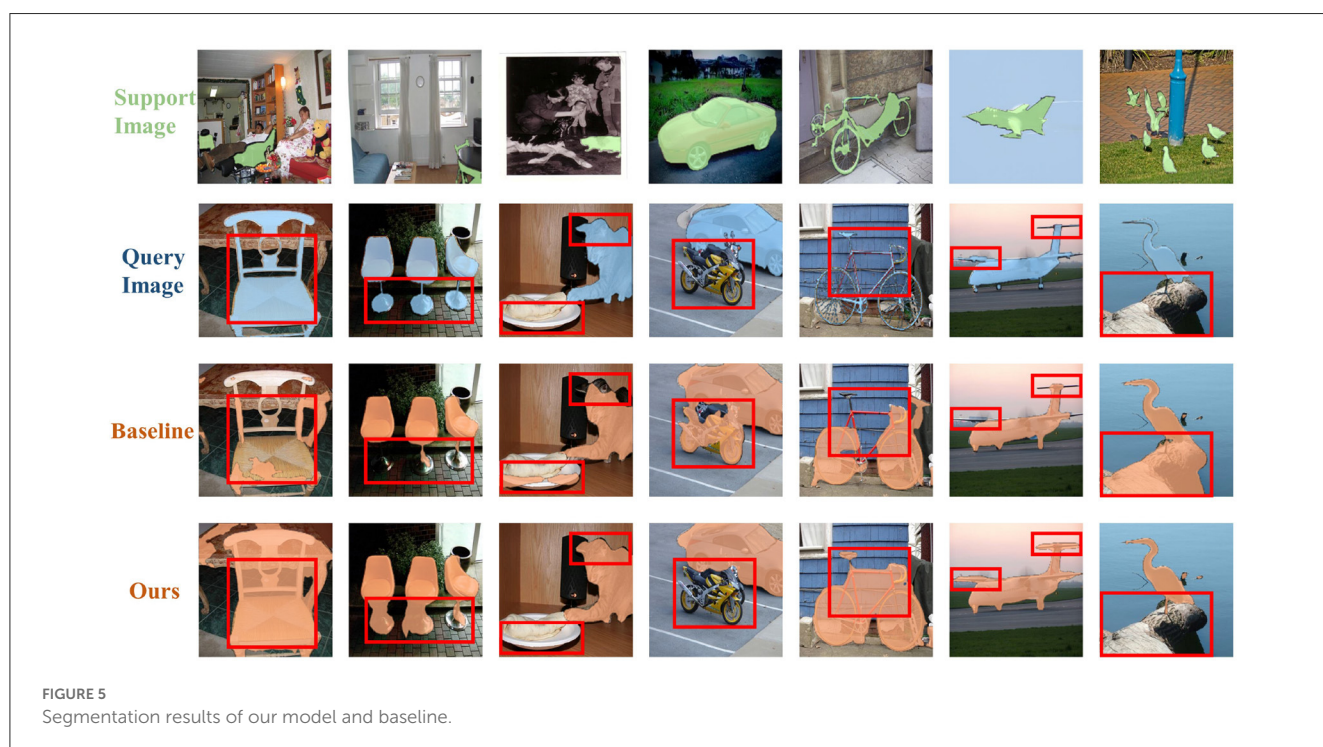 Support
Image
Query
Image
Baseline
Ours
FIGURE 5
Segmentation results of our model and baseline.